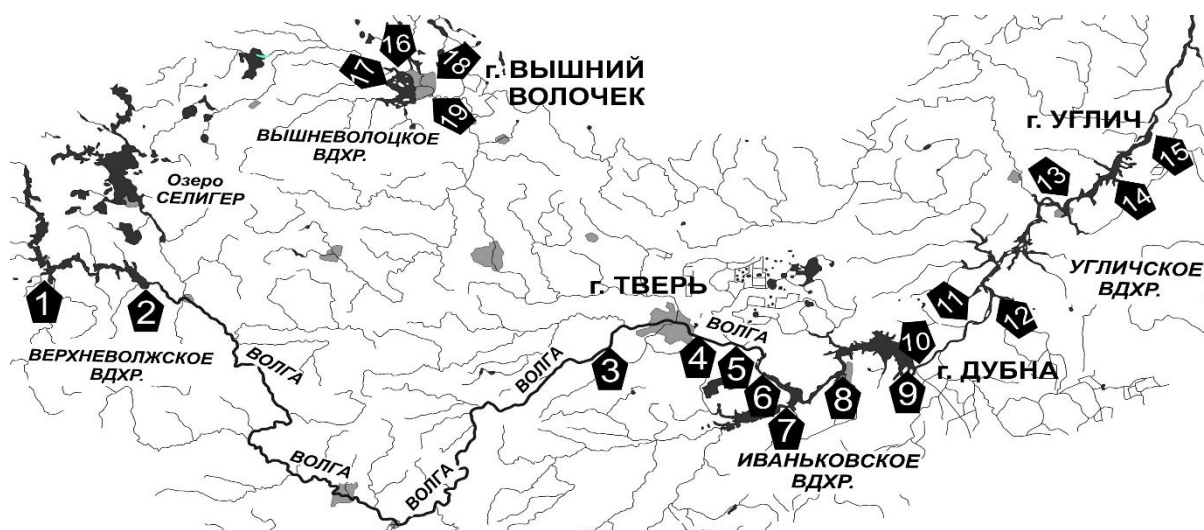 16
17
18
г. ВЫШНИЙ
ВОЛОЧЕК
19
ВЫШНЕВОЛОЦКОЕ
ВДХР.
г. УГЛИЧ
15
13
14
Озеро
СЕЛИГЕР
УГЛИЧСКОЕ
ВДХР.
1
2
г. ТВЕРЬ
11
12
ВЕРХНЕВОЛЖСКОЕ
ВДХР.
ВОЛГА
ВОЛГА
3
4
ВОЛГА
5
6
7
8
10
9
г. ДУБНА
ИВАНЬКОВСКОЕ
ВДХР.
ВОЛГА
ВОЛГА